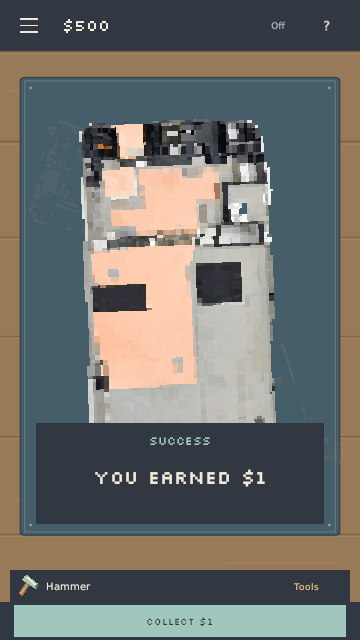 $500
Off
?
SUCCESS
YOU EARNED $1
Hammer
Tools
COLLECT $1